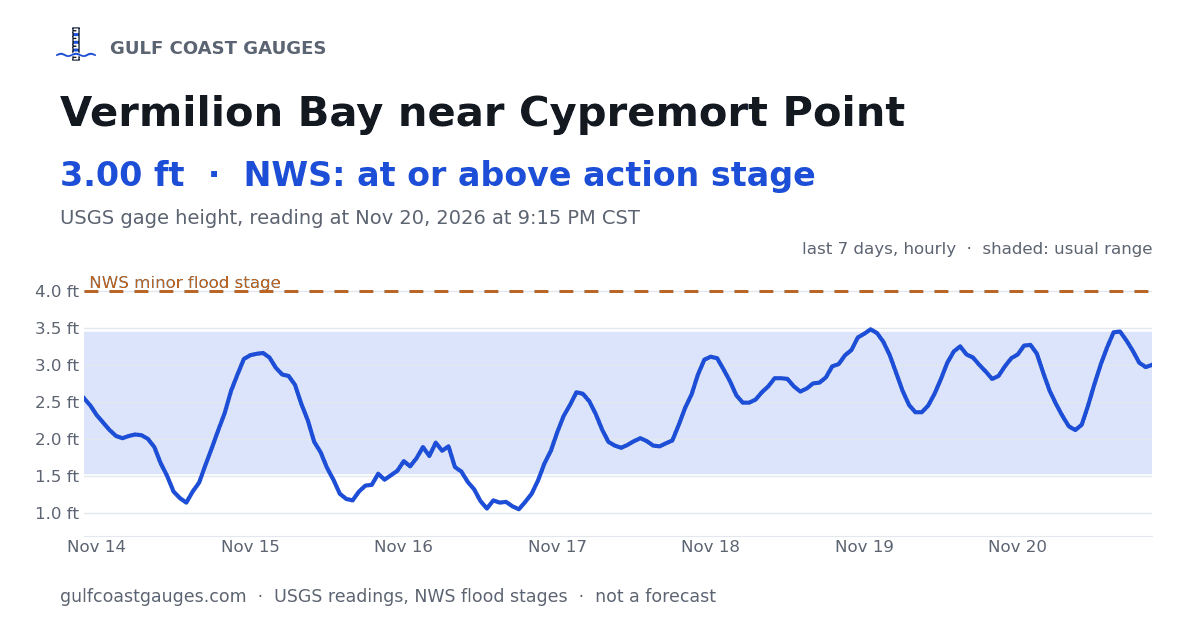 GULF COAST GAUGES
Vermilion Bay near Cypremort Point
3.00 ft · NWS: at or above action stage
USGS gage height, reading at Nov 20, 2026 at 9:15 PM CST
last 7 days, hourly · shaded: usual range
NWS minor flood stage
4.0 ft
3.5 ft
3.0 ft
2.5 ft
2.0 ft
1.5 ft
1.0 ft
Nov 14 Nov 15 Nov 16 Nov 17 Nov 18 Nov 19 Nov 20
gulfcoastgauges.com · USGS readings, NWS flood stages · not a forecast